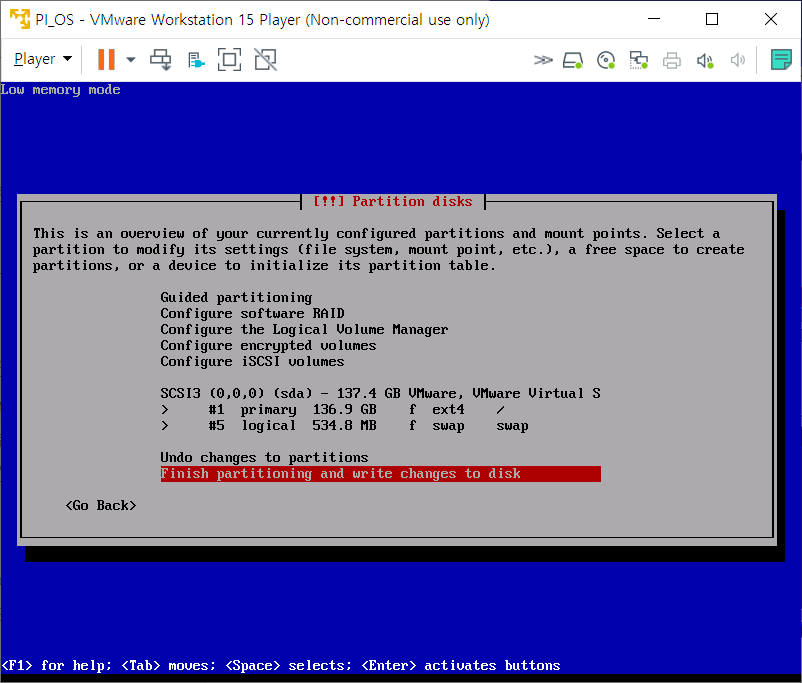 PI_OS - VMware Workstation 15 Player (Non-commercial use only)
Player
Low memory mode
[!!] Partition disks
This is an overview of your currently configured partitions and mount points. Select a
partition to modify its settings (file system, mount point, etc.), a free space to create
partitions, or a device to initialize its partition table.
Guided partitioning
Configure software RAID
Configure the Logical Volume Manager
Configure encrypted volumes
Configure iSCSI volumes
SCSI3 (0,0,0) (sda) - 137.4 GB VMware, VMware Virtual S
> #1 primary 136.9 GB f ext4 /
> #5 logical 534.8 MB f swap swap
Undo changes to partitions
Finish partitioning and write changes to disk
<Go Back>
<F1> for help; <Tab> moves; <Space> selects; <Enter> activates buttons